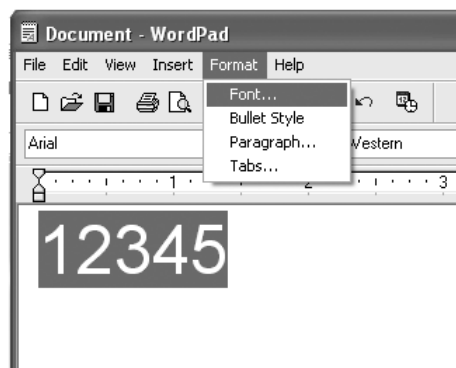 Document - WordPad
File Edit View Insert Format Help
Font...
Bullet Style
Paragraph...
Tabs...
Arial
Western
1 2 3
12345